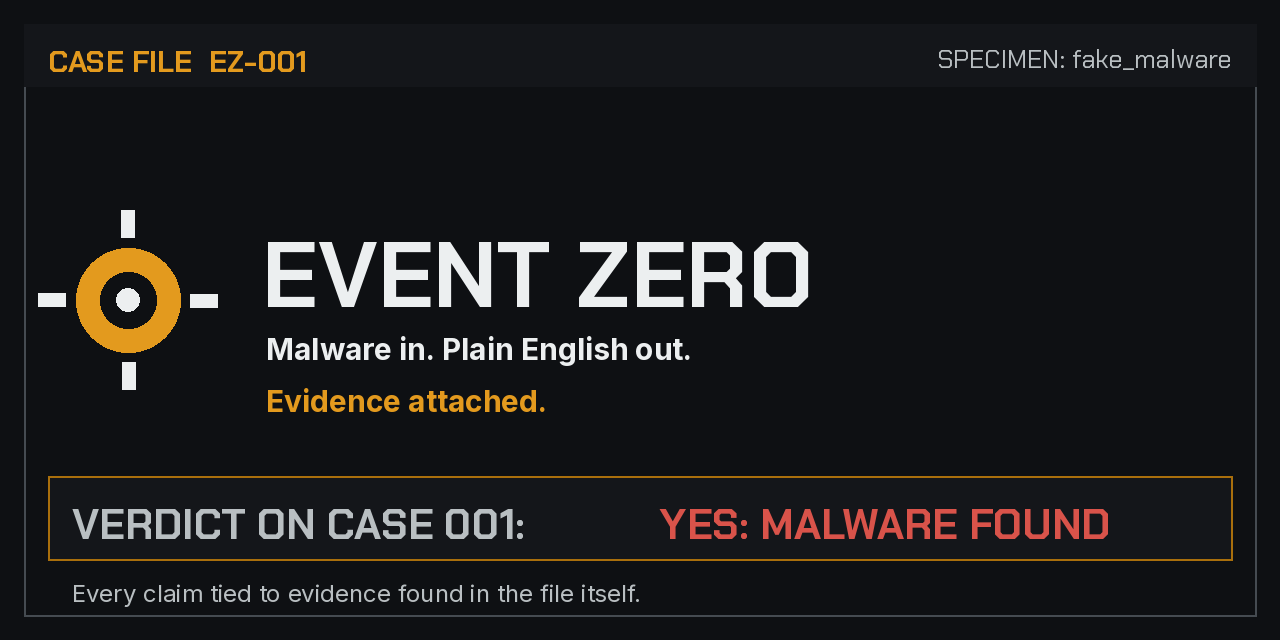 CASE FILE EZ-001
SPECIMEN: fake_malware
EVENT ZERO
Malware in. Plain English out.
Evidence attached.
VERDICT ON CASE 001: YES: MALWARE FOUND
Every claim tied to evidence found in the file itself.